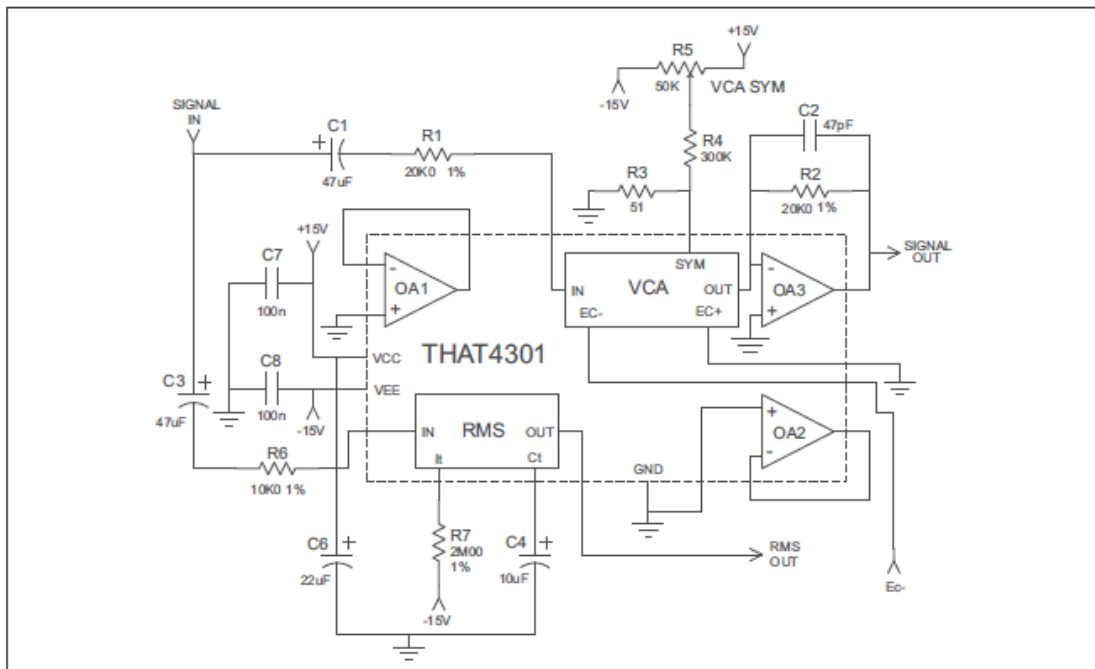 +15V
R5
50K
VCA SYM
-15V
SIGNAL
IN
C1
+
47uF
R1
20K0 1%
R4
300K
R3
51
C2
47pF
R2
20K0 1%
SIGNAL
OUT
+15V
C7
100n
-
OA1
+
SYM
IN
VCA
OUT
EC-
EC+
-
OA3
+
THAT4301
VCC
VEE
C8
100n
-15V
C3
+
47uF
R6
10K0 1%
IN
RMS
OUT
It
Ct
GND
+
OA2
-
C6
+
22uF
R7
2M00
1%
-15V
C4
+
10uF
RMS
OUT
Ec-